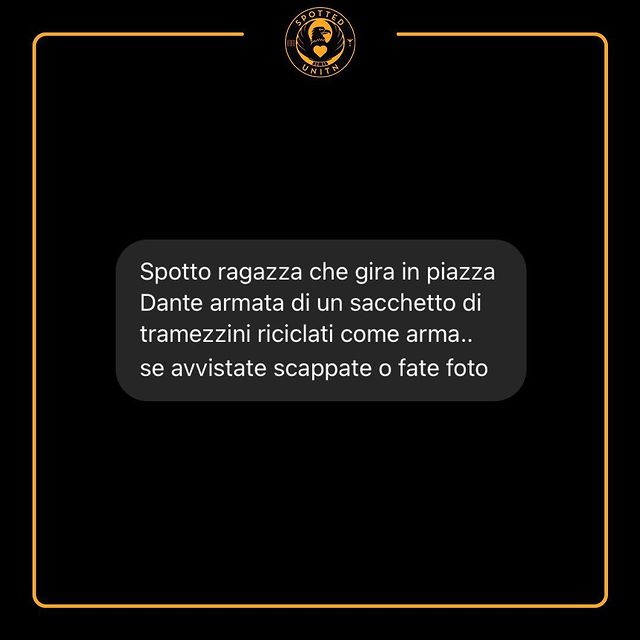 SPOTTED
UNITN
Spotto ragazza che gira in piazza
Dante armata di un sacchetto di
tramezzini riciclati come arma..
se avvistate scappate o fate foto